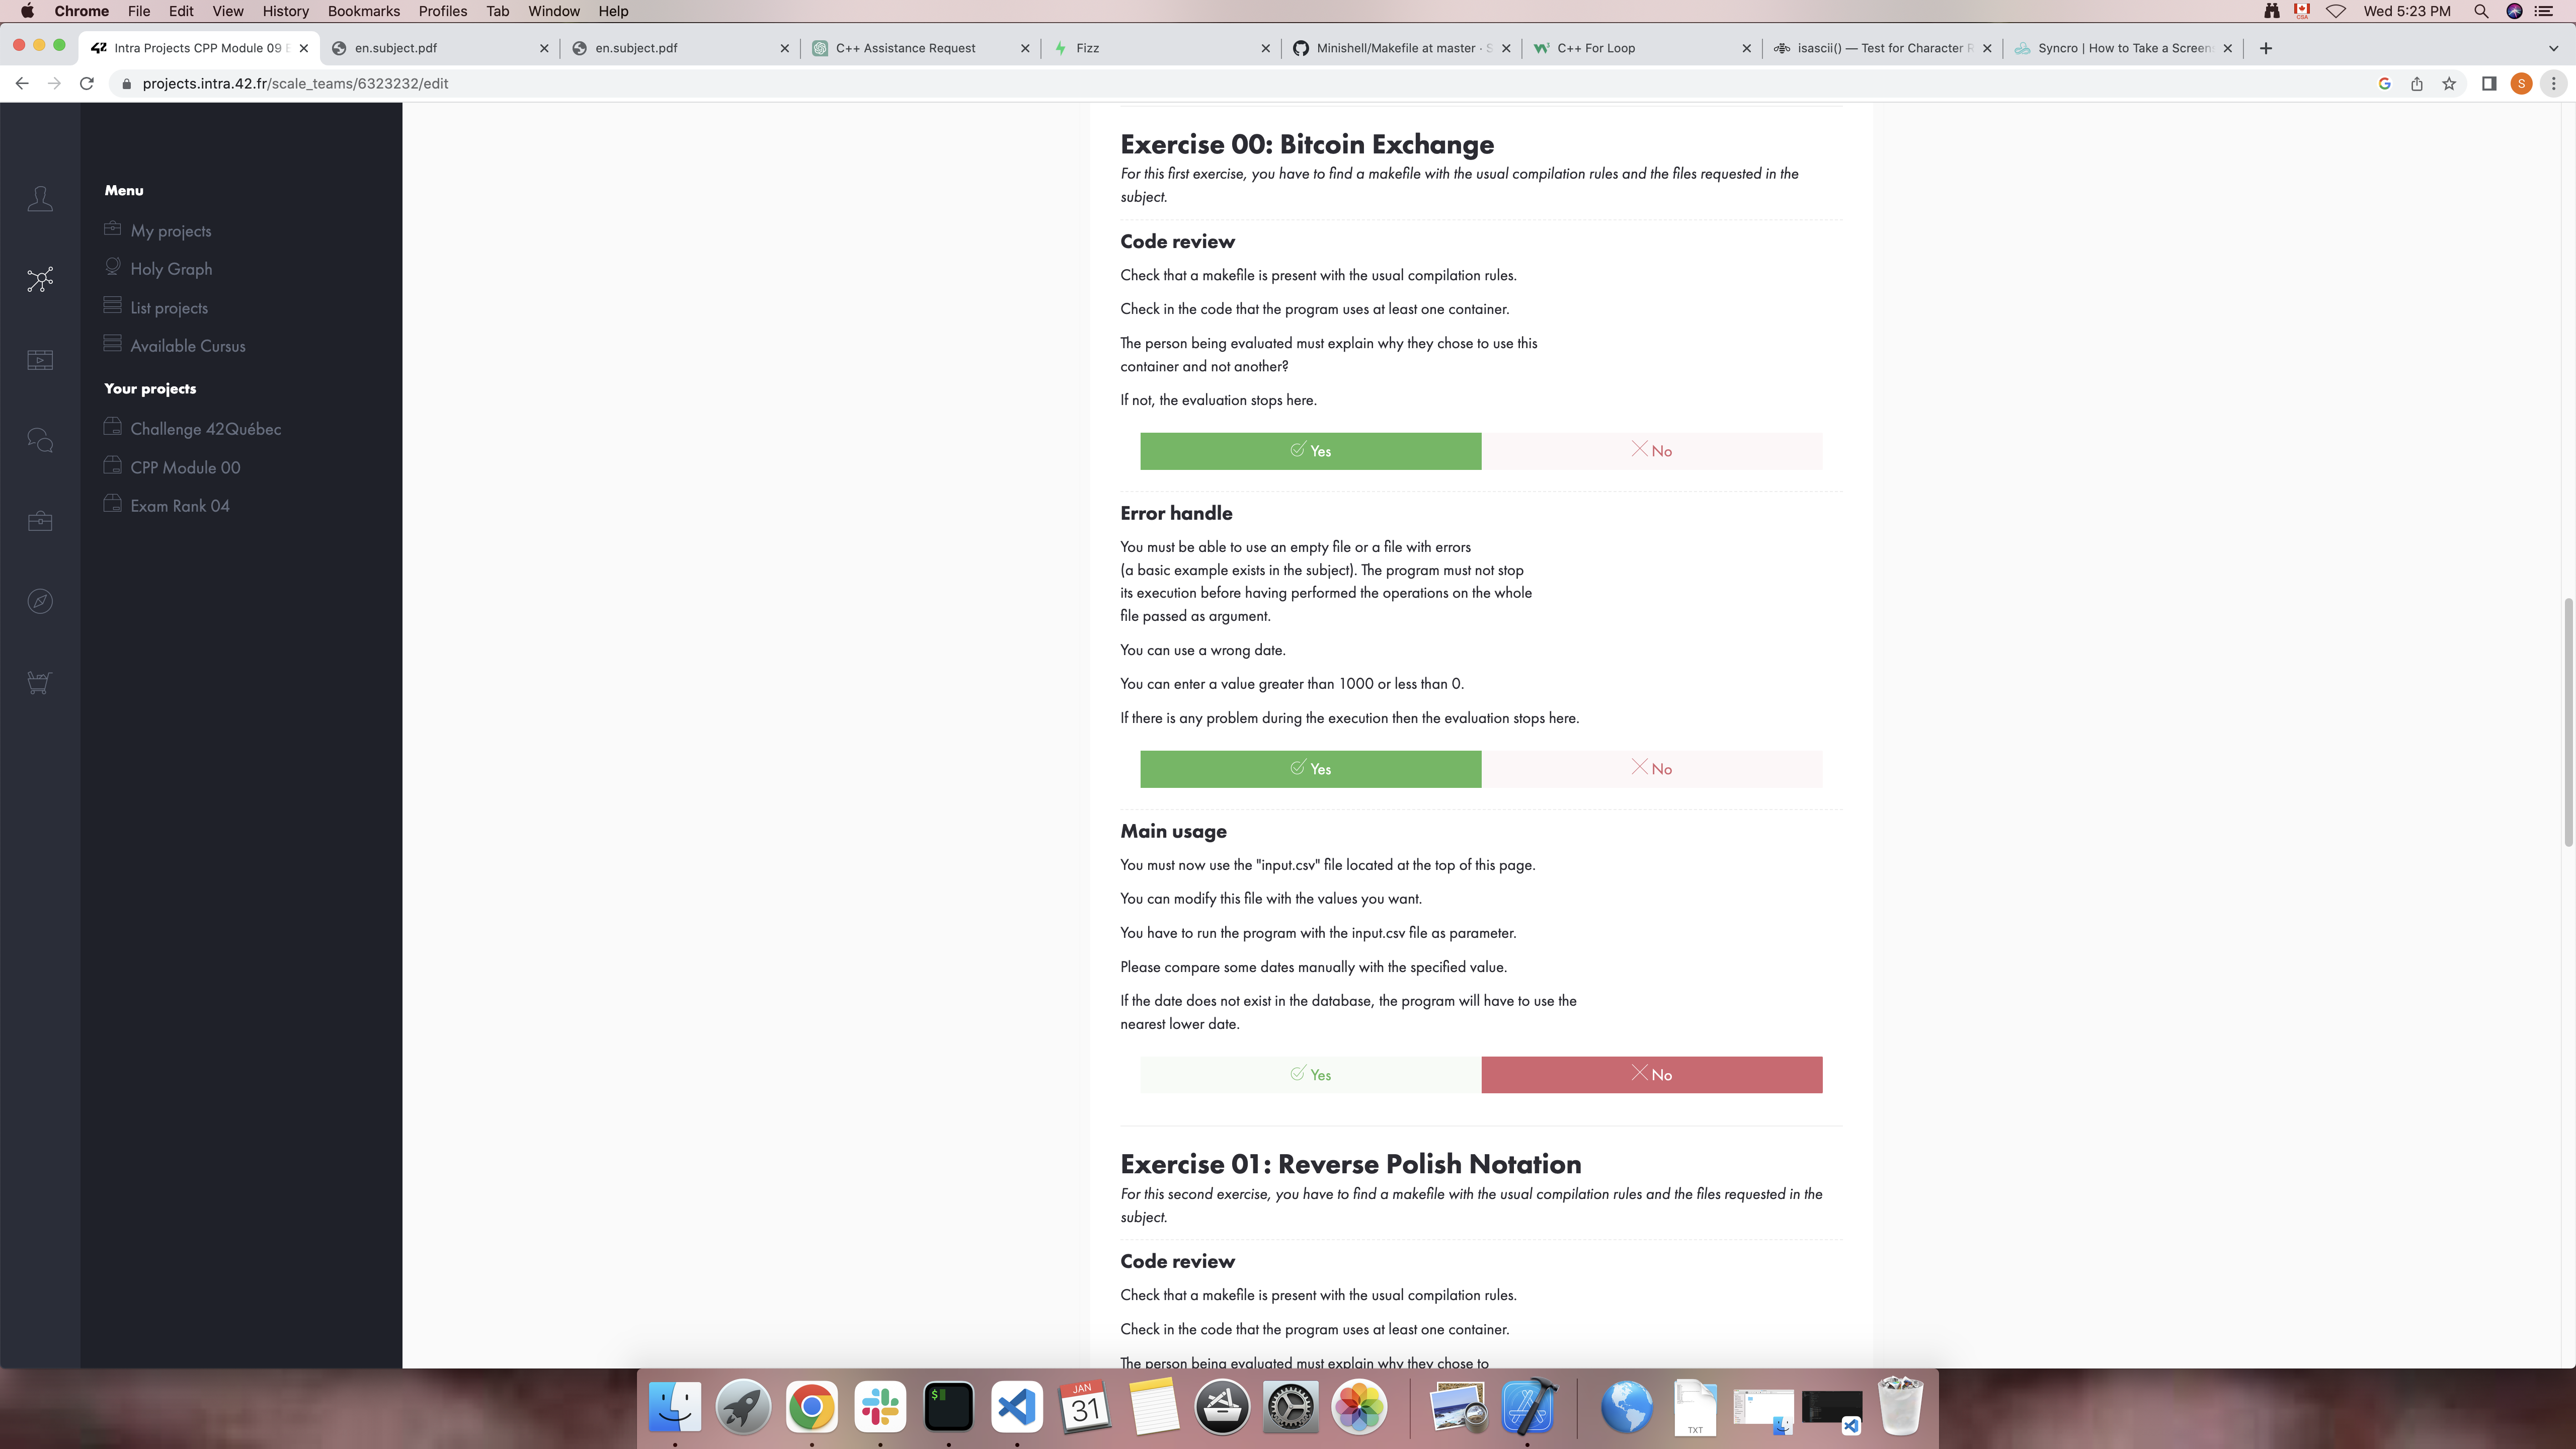 Chrome File Edit View History Bookmarks Profiles Tab Window Help
CSA
Wed 5:23 PM
Intra Projects CPP Module 09 E
en.subject.pdf
en.subject.pdf
C++ Assistance Request
Fizz
Minishell/Makefile at master · S
C++ For Loop
isascii() — Test for Character R
Syncro | How to Take a Screen
projects.intra.42.fr/scale_teams/6323232/edit
S
Menu
My projects
Holy Graph
List projects
Available Cursus
Your projects
Challenge 42Québec
CPP Module 00
Exam Rank 04
Exercise 00: Bitcoin Exchange
For this first exercise, you have to find a makefile with the usual compilation rules and the files requested in the
subject.
Code review
Check that a makefile is present with the usual compilation rules.
Check in the code that the program uses at least one container.
The person being evaluated must explain why they chose to use this
container and not another?
If not, the evaluation stops here.
Yes
No
Error handle
You must be able to use an empty file or a file with errors
(a basic example exists in the subject). The program must not stop
its execution before having performed the operations on the whole
file passed as argument.
You can use a wrong date.
You can enter a value greater than 1000 or less than 0.
If there is any problem during the execution then the evaluation stops here.
Yes
No
Main usage
You must now use the "input.csv" file located at the top of this page.
You can modify this file with the values you want.
You have to run the program with the input.csv file as parameter.
Please compare some dates manually with the specified value.
If the date does not exist in the database, the program will have to use the
nearest lower date.
Yes
No
Exercise 01: Reverse Polish Notation
For this second exercise, you have to find a makefile with the usual compilation rules and the files requested in the
subject.
Code review
Check that a makefile is present with the usual compilation rules.
Check in the code that the program uses at least one container.
The person being evaluated must explain why they chose to
$
JAN
31
TXT